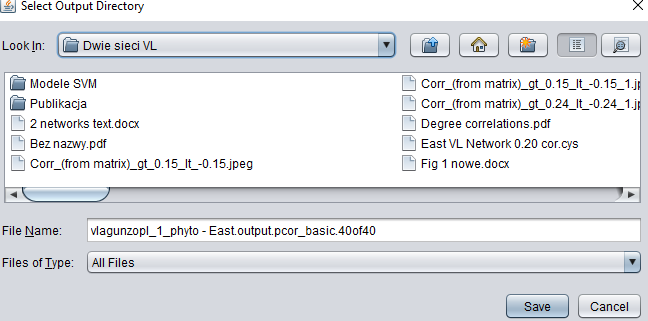 Select Output Directory
Look In: Dwie sieci VL
Modele SVM
Publikacja
2 networks text.docx
Bez nazwy.pdf
Corr_(from matrix)_gt_0.15_lt_-0.15.jpeg
Corr_(from matrix)_gt_0.15_lt_-0.15_1.jp
Corr_(from matrix)_gt_0.24_lt_-0.24_1.jp
Degree correlations.pdf
East VL Network 0.20 cor.cys
Fig 1 nowe.docx
File Name: vlagunzopl_1_phyto - East.output.pcor_basic.40of40
Files of Type: All Files
Save Cancel